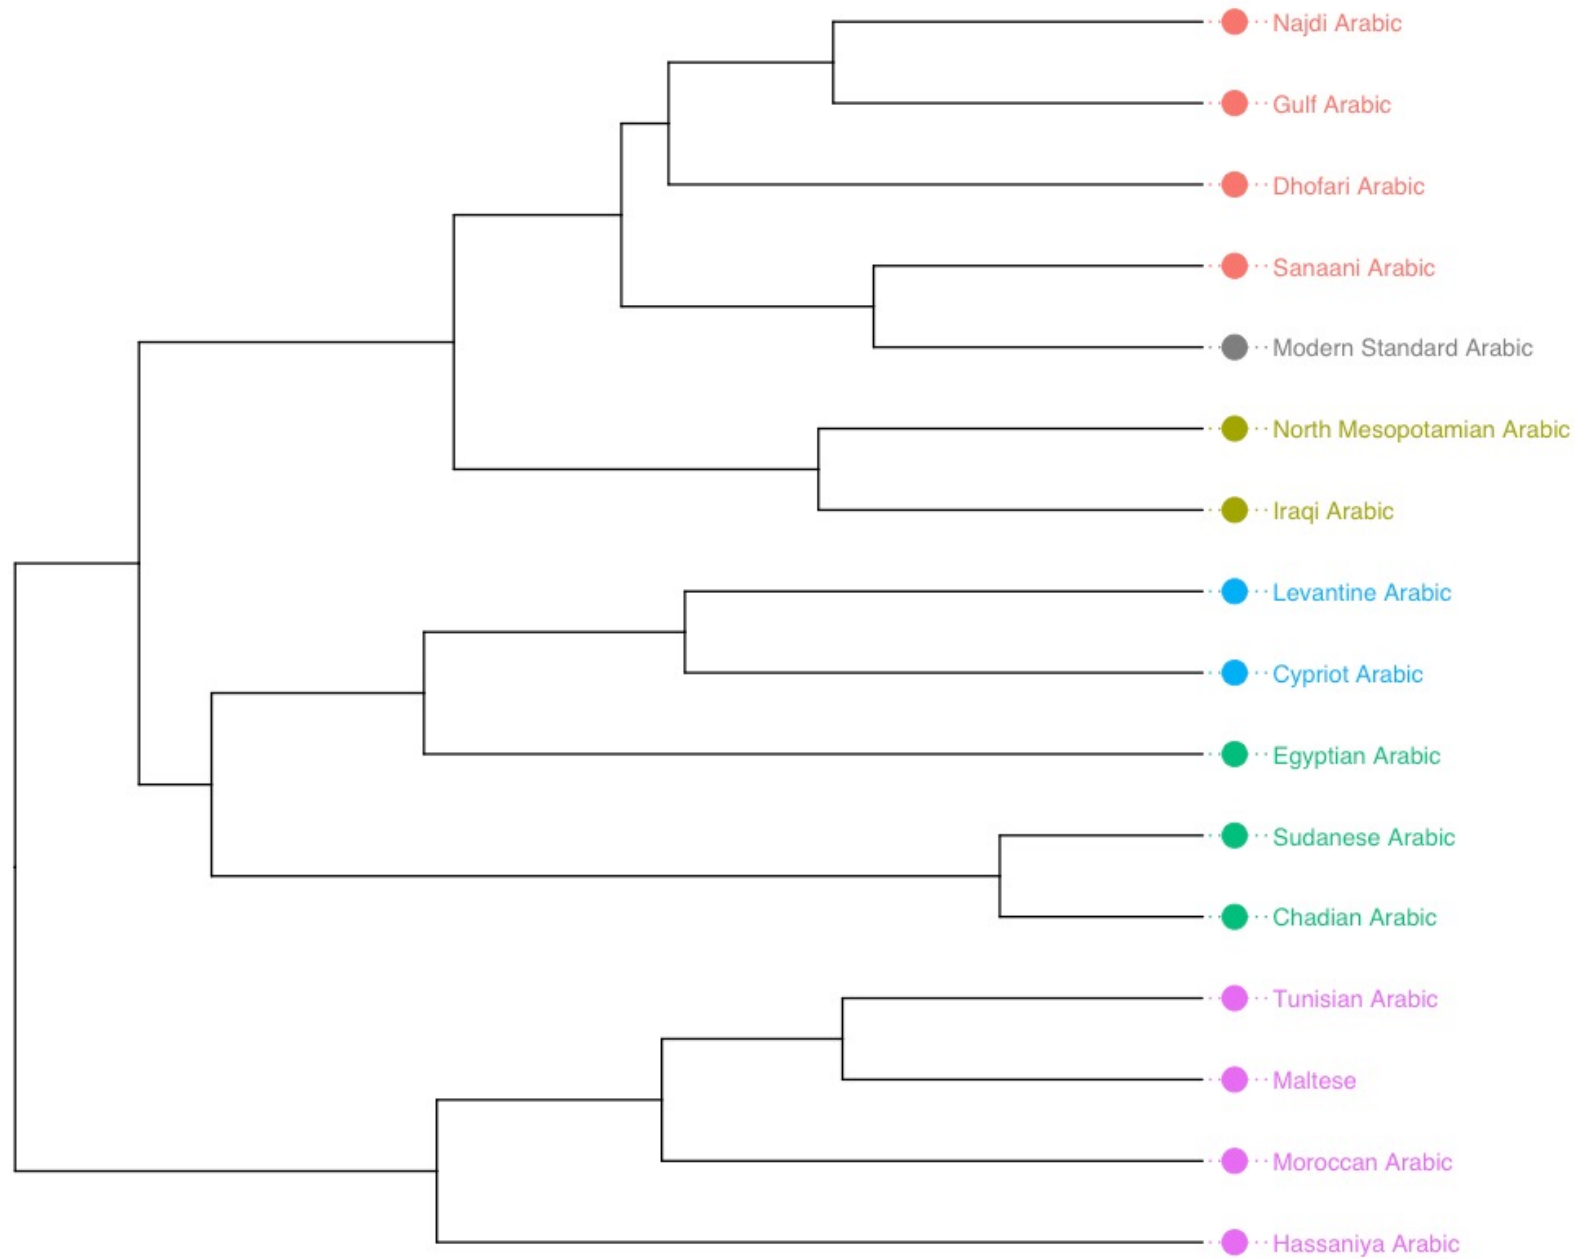 Najdi Arabic
Gulf Arabic
Dhofari Arabic
Sanaani Arabic
Modern Standard Arabic
North Mesopotamian Arabic
Iraqi Arabic
Levantine Arabic
Cypriot Arabic
Egyptian Arabic
Sudanese Arabic
Chadian Arabic
Tunisian Arabic
Maltese
Moroccan Arabic
Hassaniya Arabic